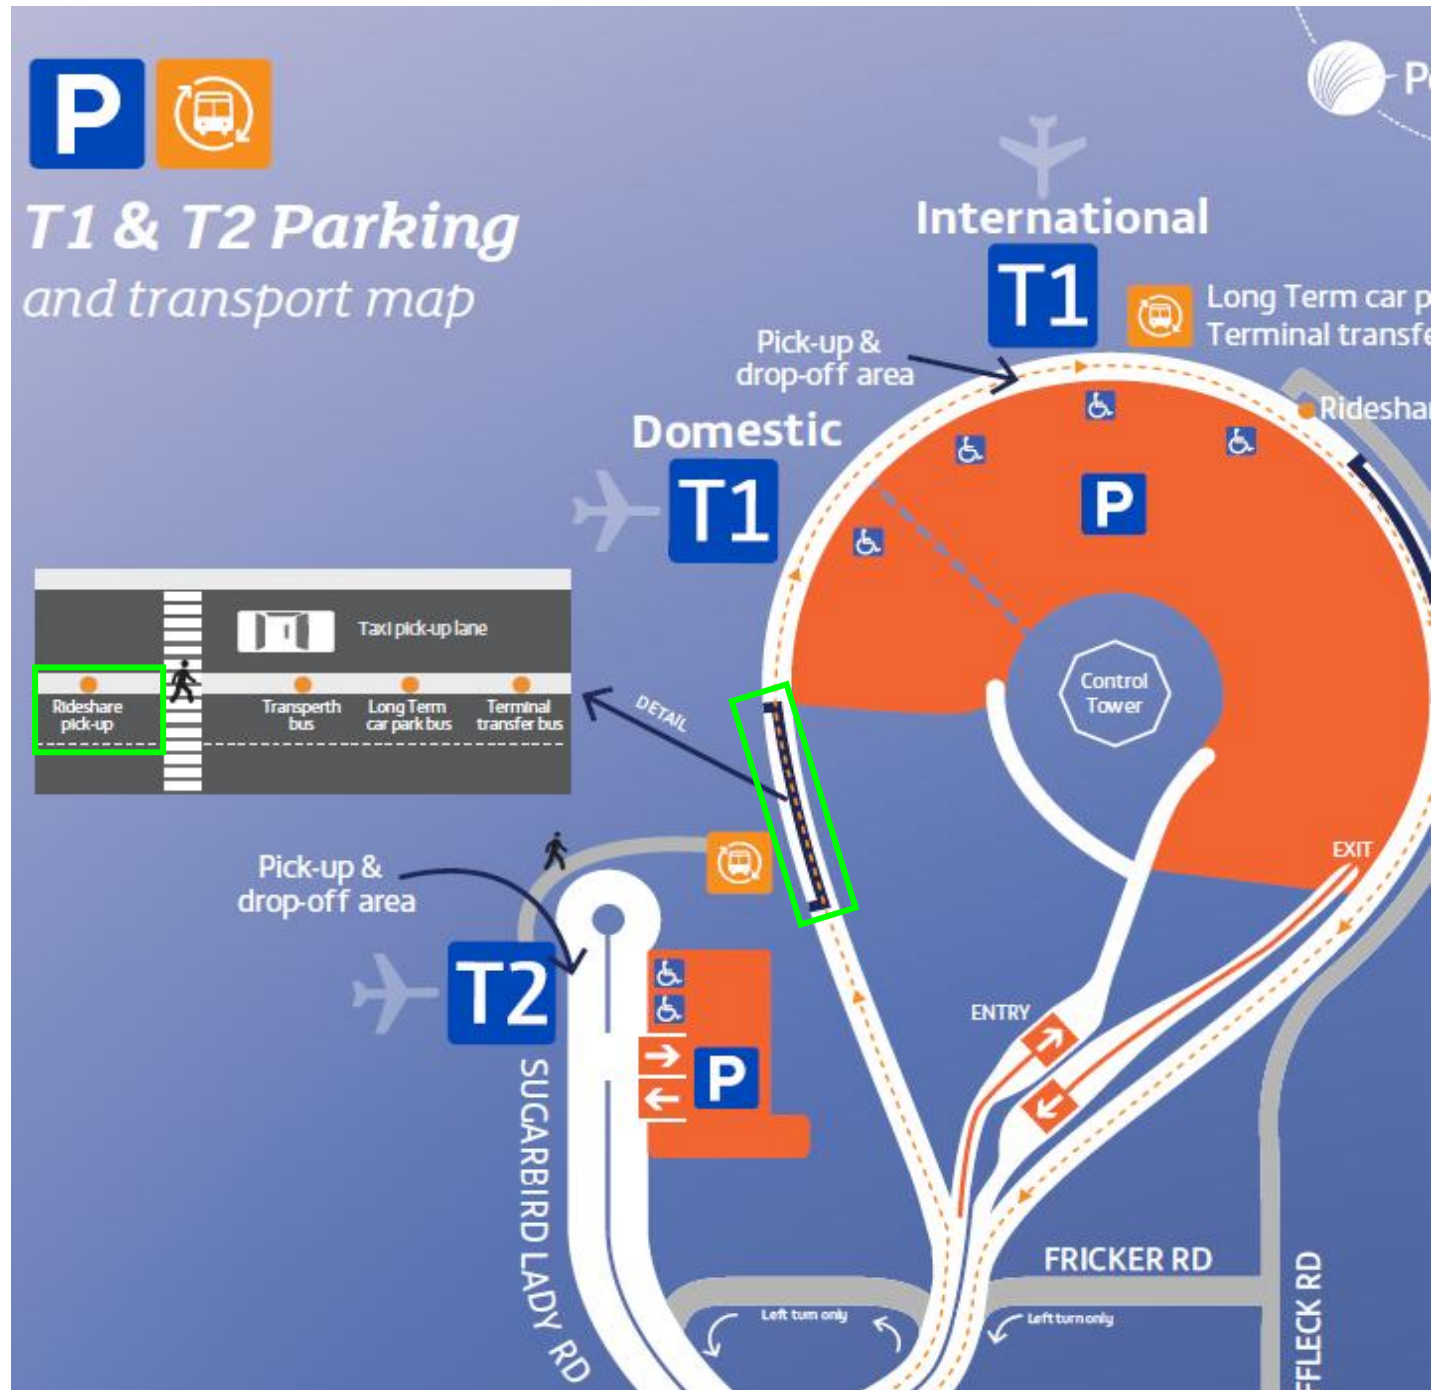 P
T1 & T2 Parking
and transport map
International
T1
Long Term car p
Terminal transfe
Pick-up &
drop-off area
Domestic
T1
P
Control
Tower
Taxi pick-up lane
Rideshare
pick-up
Transperth
bus
Long Term
car park bus
Terminal
transfer bus
DETAIL
Pick-up &
drop-off area
T2
P
SUGARBIRD LADY RD
EXIT
ENTRY
FRICKER RD
Left turn only
Left turn only